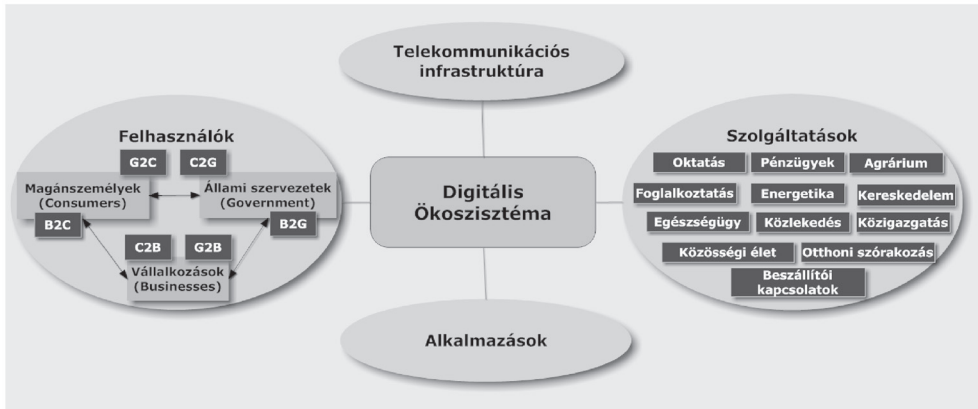 Telekommunikációs
infrastruktúra
Felhasználók
G2C C2G
Magánszemélyek
(Consumers)
Állami szervezetek
(Government)
B2C B2G
C2B G2B
Vállalkozások
(Businesses)
Digitális
Ökoszisztéma
Szolgáltatások
Oktatás Pénzügyek Agrárium
Foglalkoztatás Energetika Kereskedelem
Egészségügy Közlekedés Közigazgatás
Közösségi élet Otthoni szórakozás
Beszállítói
kapcsolatok
Alkalmazások